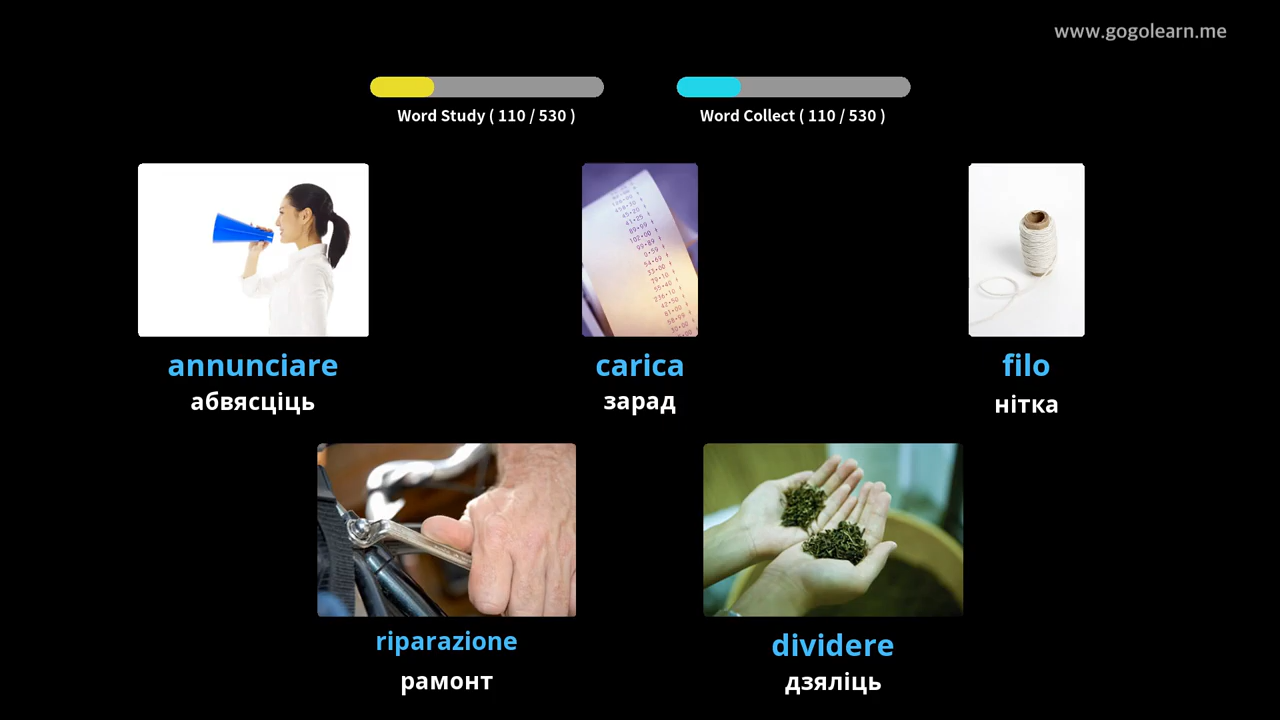 www.gogolearn.me
Word Study ( 110 / 530 )
Word Collect ( 110 / 530 )
annunciare
абвясціць
carica
зарад
filo
нітка
riparazione
рамонт
dividere
дзяліць